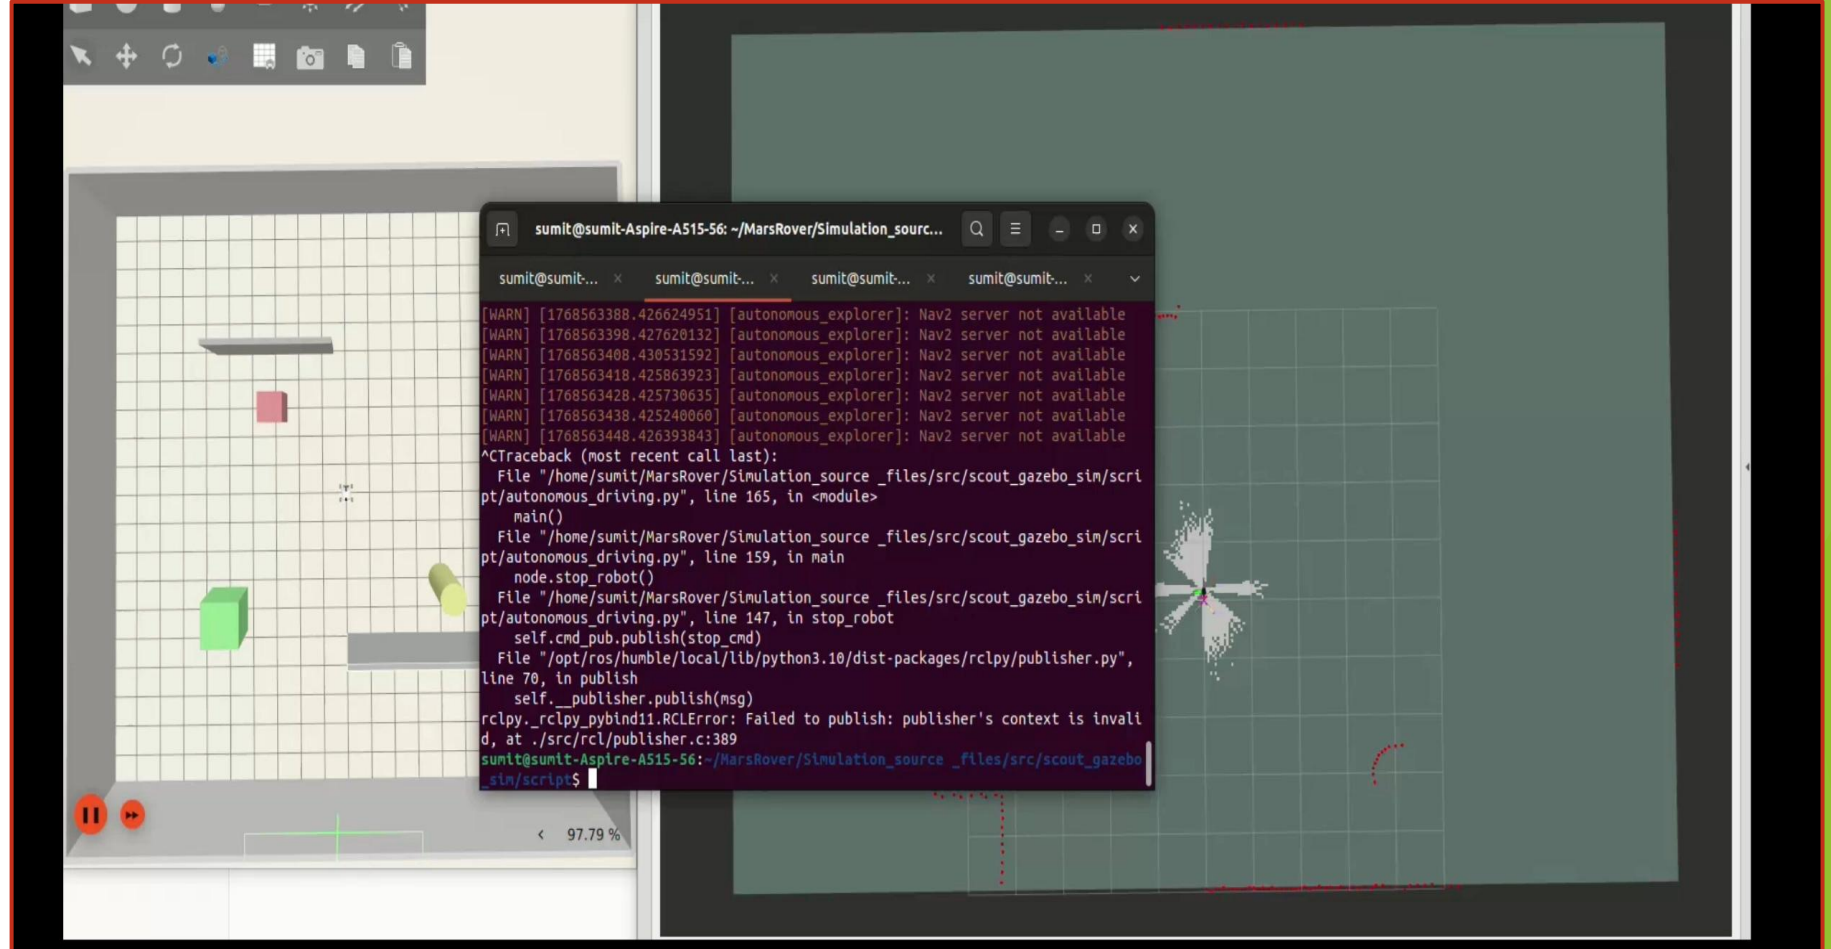 sumit@sumit-Aspire-A515-56: ~/MarsRover/Simulation_sourc...
sumit@sumit-... × sumit@sumit-... × sumit@sumit-... × sumit@sumit-... ×
[WARN] [1768563388.426624951] [autonomous_explorer]: Nav2 server not available
[WARN] [1768563398.427620132] [autonomous_explorer]: Nav2 server not available
[WARN] [1768563408.430531592] [autonomous_explorer]: Nav2 server not available
[WARN] [1768563418.425863923] [autonomous_explorer]: Nav2 server not available
[WARN] [1768563428.425730635] [autonomous_explorer]: Nav2 server not available
[WARN] [1768563438.425240060] [autonomous_explorer]: Nav2 server not available
[WARN] [1768563448.426393843] [autonomous_explorer]: Nav2 server not available
^CTraceback (most recent call last):
  File "/home/sumit/MarsRover/Simulation_source _files/src/scout_gazebo_sim/scri
pt/autonomous_driving.py", line 165, in <module>
    main()
  File "/home/sumit/MarsRover/Simulation_source _files/src/scout_gazebo_sim/scri
pt/autonomous_driving.py", line 159, in main
    node.stop_robot()
  File "/home/sumit/MarsRover/Simulation_source _files/src/scout_gazebo_sim/scri
pt/autonomous_driving.py", line 147, in stop_robot
    self.cmd_pub.publish(stop_cmd)
  File "/opt/ros/humble/local/lib/python3.10/dist-packages/rclpy/publisher.py",
line 70, in publish
    self.__publisher.publish(msg)
rclpy._rclpy_pybind11.RCLError: Failed to publish: publisher's context is invali
d, at ./src/rcl/publisher.c:389
sumit@sumit-Aspire-A515-56:~/MarsRover/Simulation_source _files/src/scout_gazebo
_sim/script$
97.79 %